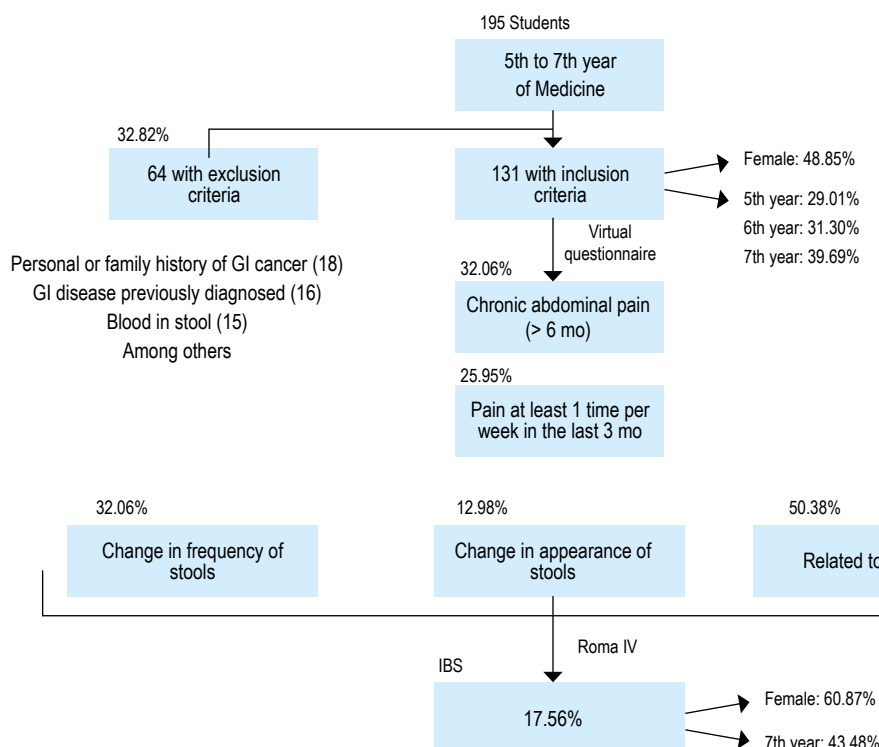 195 Students
5th to 7th year
of Medicine
32.82%
64 with exclusion
criteria
131 with inclusion
criteria
Female: 48.85%
5th year: 29.01%
6th year: 31.30%
7th year: 39.69%
Virtual
questionnaire
Personal or family history of GI cancer (18)
GI disease previously diagnosed (16)
Blood in stool (15)
Among others
32.06%
Chronic abdominal pain
(> 6 mo)
25.95%
Pain at least 1 time per
week in the last 3 mo
32.06%
Change in frequency of
stools
12.98%
Change in appearance of
stools
50.38%
Related to
Roma IV
IBS
17.56%
Female: 60.87%
7th year: 43.48%